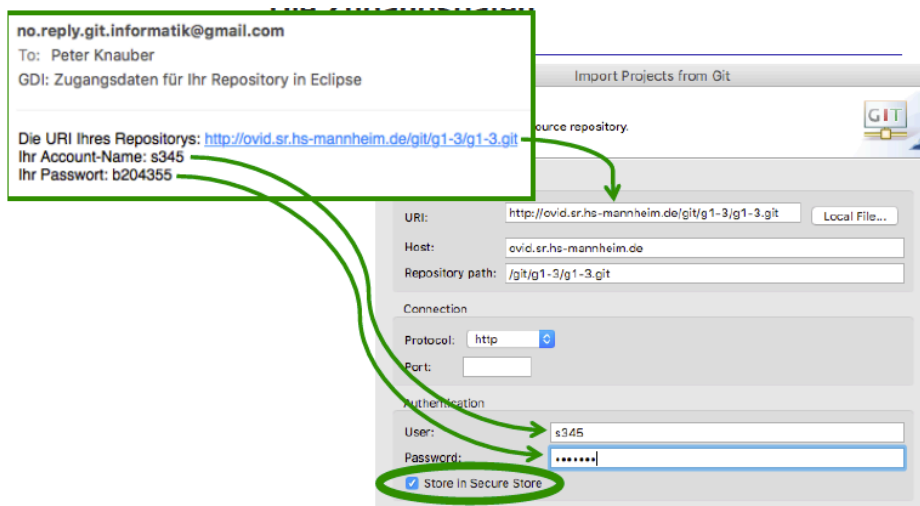 no.reply.git.informatik@gmail.com
To: Peter Knauber
GDI: Zugangsdaten für Ihr Repository in Eclipse
Die URI Ihres Repositorys: http://ovid.sr.hs-mannheim.de/git/g1-3/g1-3.git
Ihr Account-Name: s345
Ihr Passwort: b204355
Import Projects from Git
source repository.
GIT
URI: http://ovid.sr.hs-mannheim.de/git/g1-3/g1-3.git Local File...
Host: ovid.sr.hs-mannheim.de
Repository path: /git/g1-3/g1-3.git
Connection
Protocol: http
Port:
Authentication
User: s345
Password: •••••••
Store in Secure Store